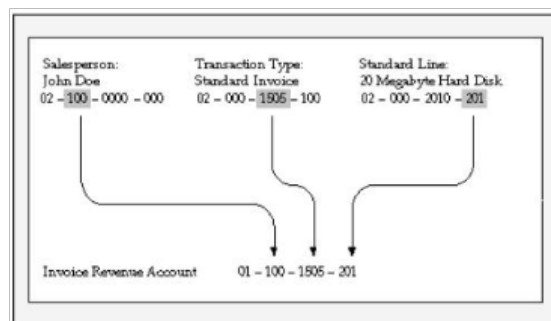 Salesperson:
John Doe
02 - 100 - 0000 - 000
Transaction Type:
Standard Invoice
02 - 000 - 1505 - 100
Standard Line:
20 Megabyte Hard Disk
02 - 000 - 2010 - 201
Invoice Revenue Account 01 - 100 - 1505 - 201